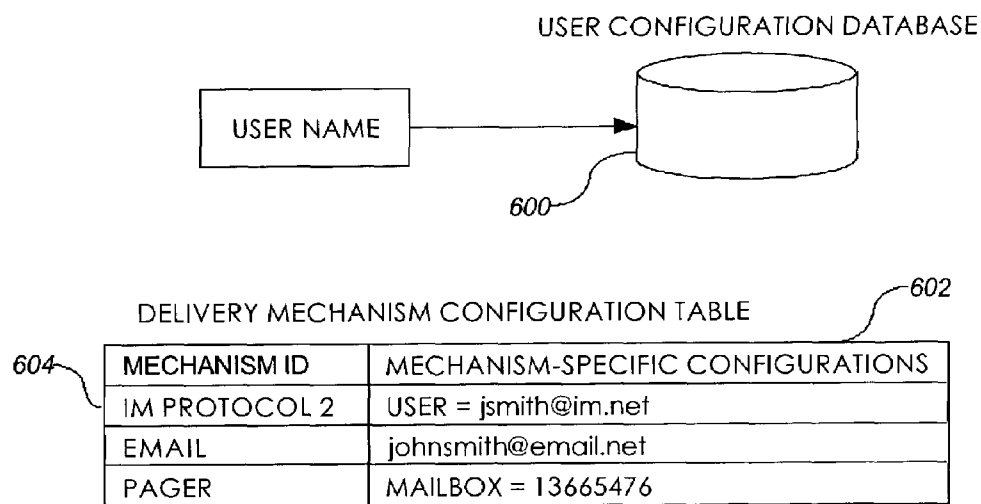 USER CONFIGURATION DATABASE
USER NAME
600
602
DELIVERY MECHANISM CONFIGURATION TABLE
604
MECHANISM ID MECHANISM-SPECIFIC CONFIGURATIONS
IM PROTOCOL 2 USER = jsmith@im.net
EMAIL johnsmith@email.net
PAGER MAILBOX = 13665476